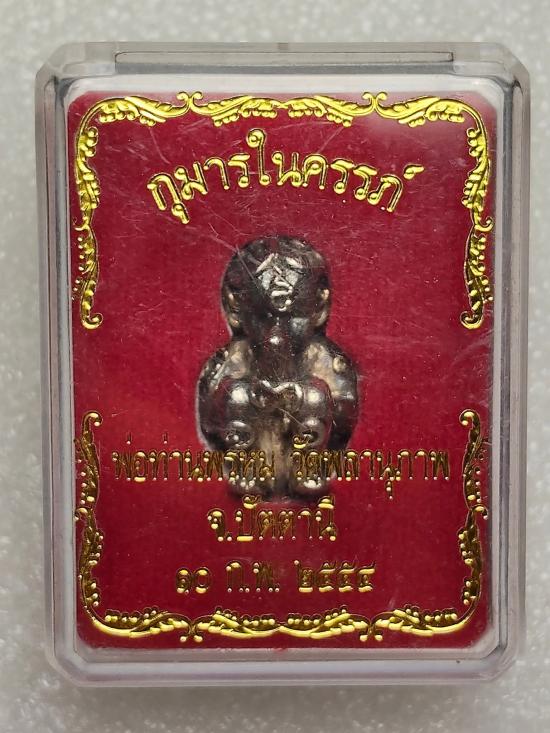 กุมารในครรภ์
พ่อท่านพรหม วัดพลานุภาพ
จ.ปัตตานี
๑๐ ก.พ. ๒๕๕๔